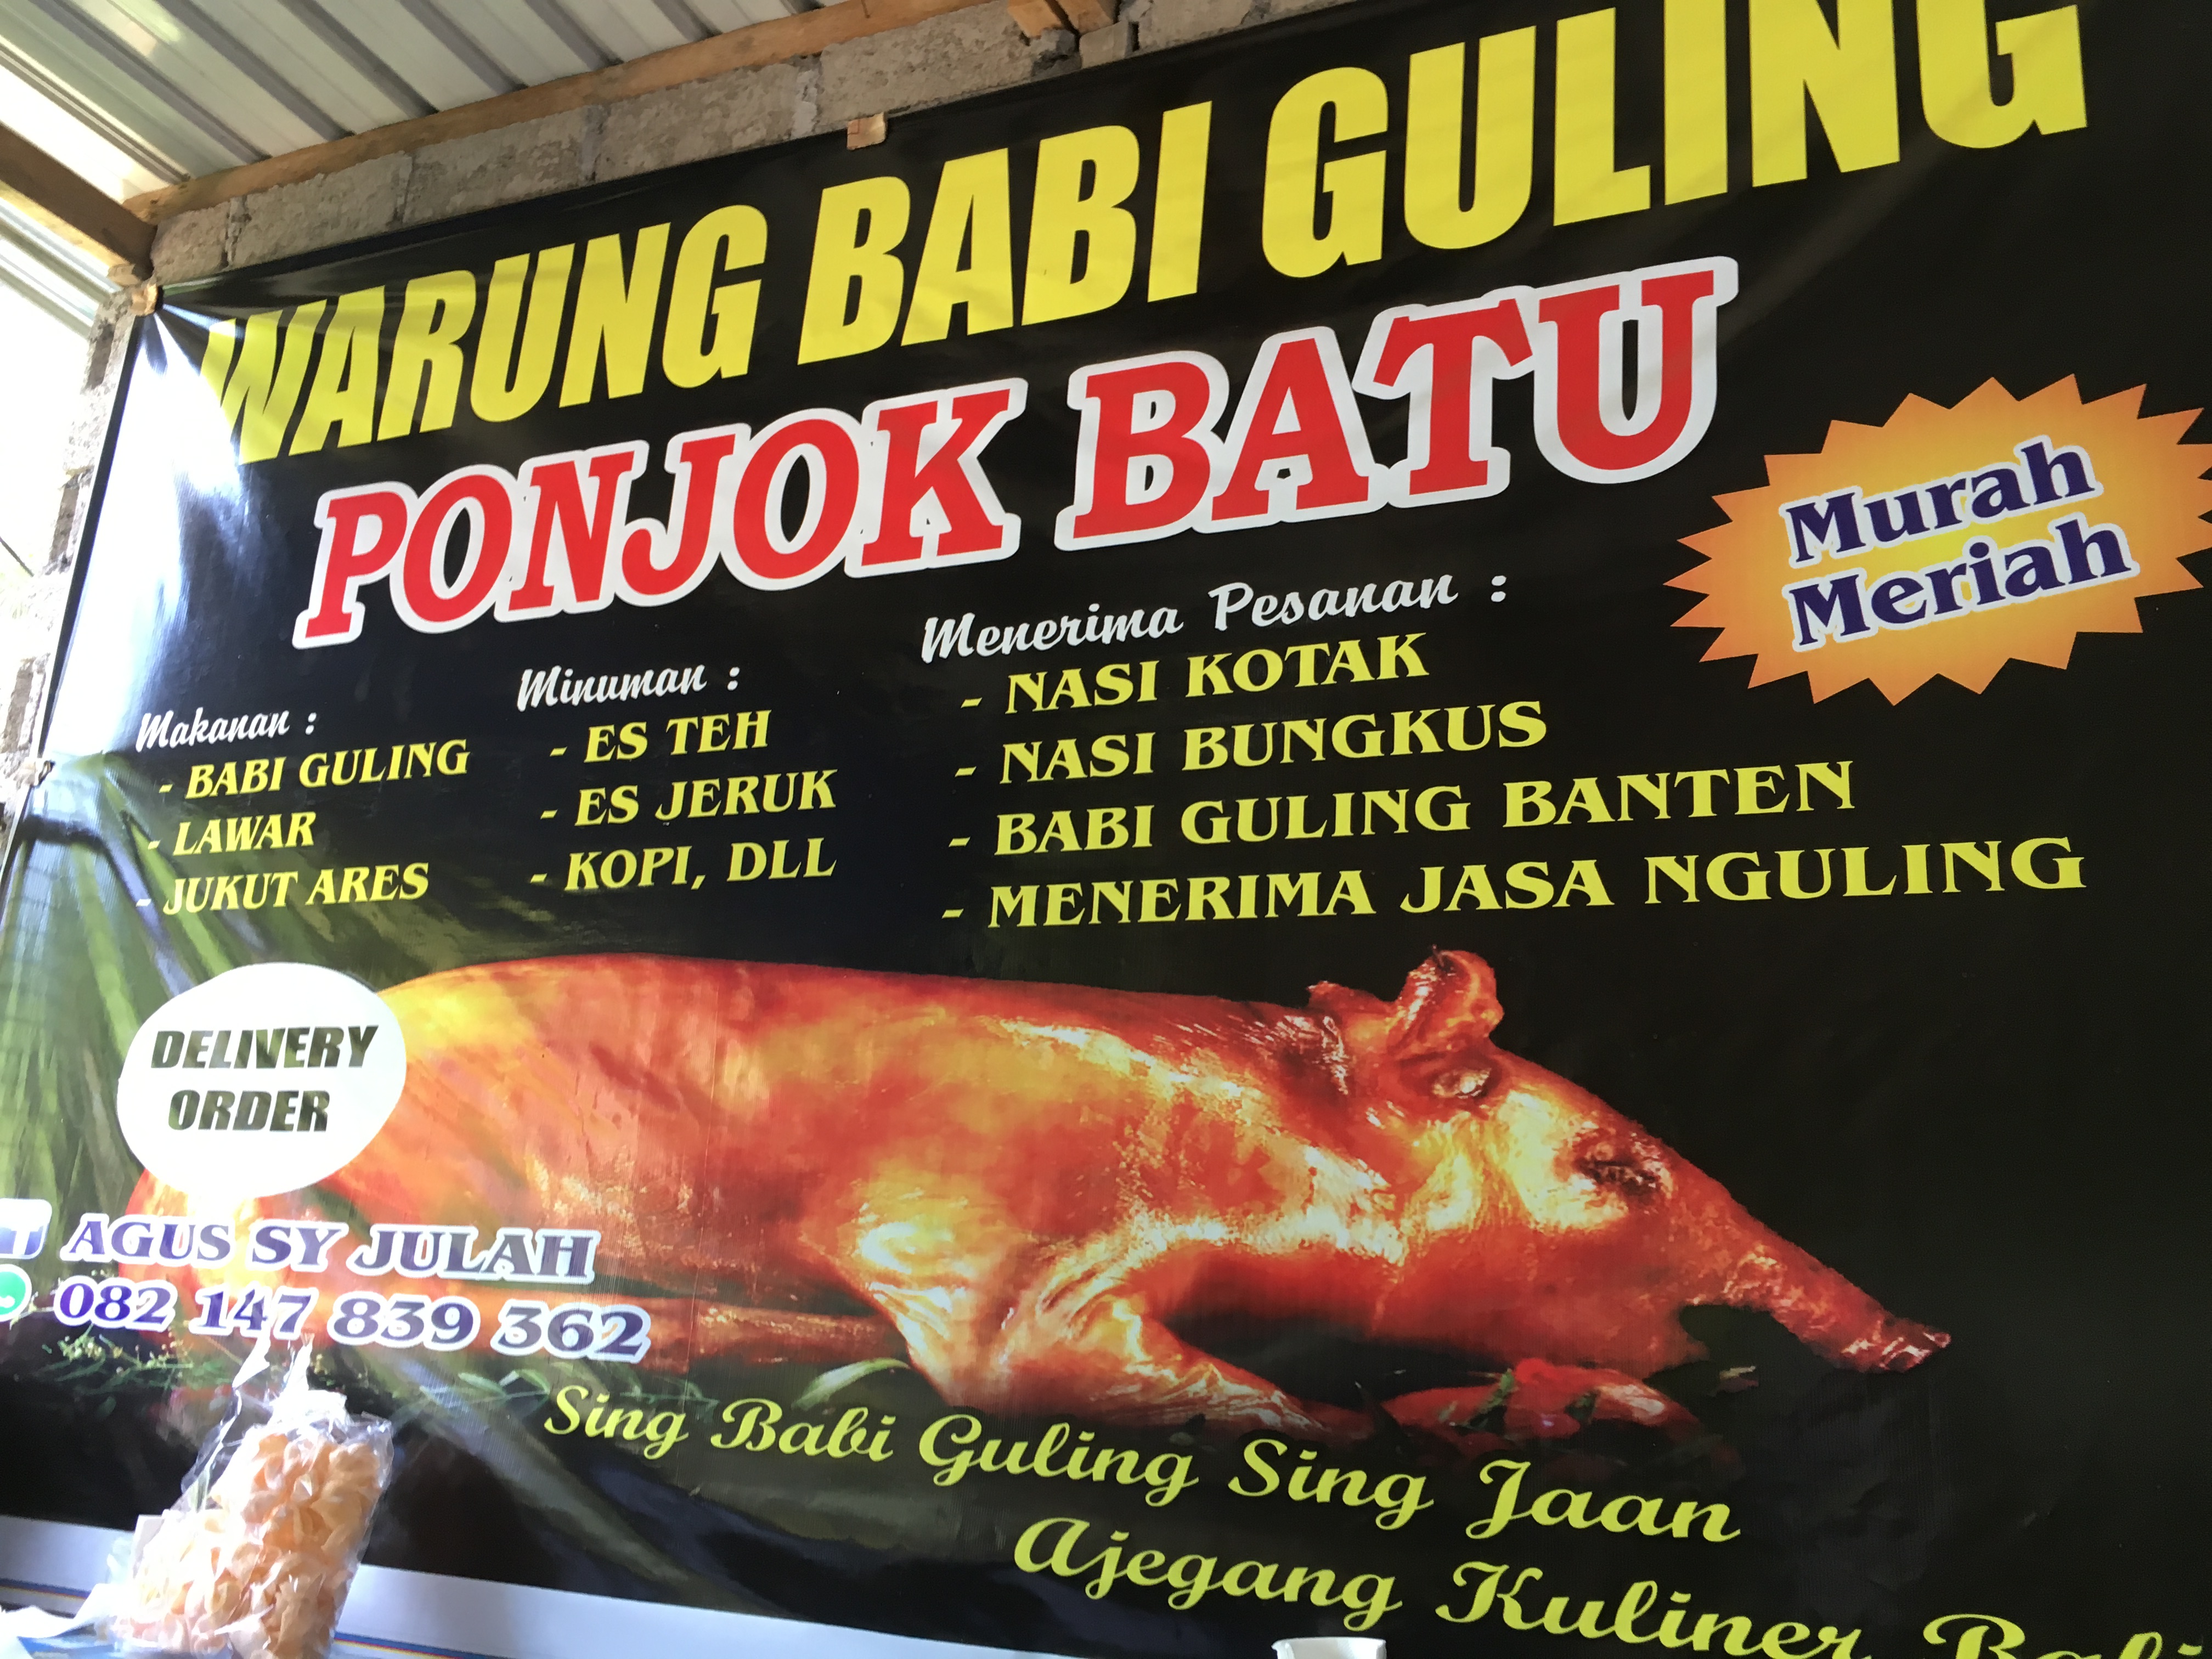 WARUNG BABI GULING
PONJOK BATU
Murah
Meriah
Makanan :
- BABI GULING
- LAWAR
- JUKUT ARES
Minuman :
- ES TEH
- ES JERUK
- KOPI, DLL
Menerima Pesanan :
- NASI KOTAK
- NASI BUNGKUS
- BABI GULING BANTEN
- MENERIMA JASA NGULING
DELIVERY
ORDER
AGUS SY JULAH
082 147 839 362
Sing Babi Guling Sing Jaan
Ajegang Kuliner Bali